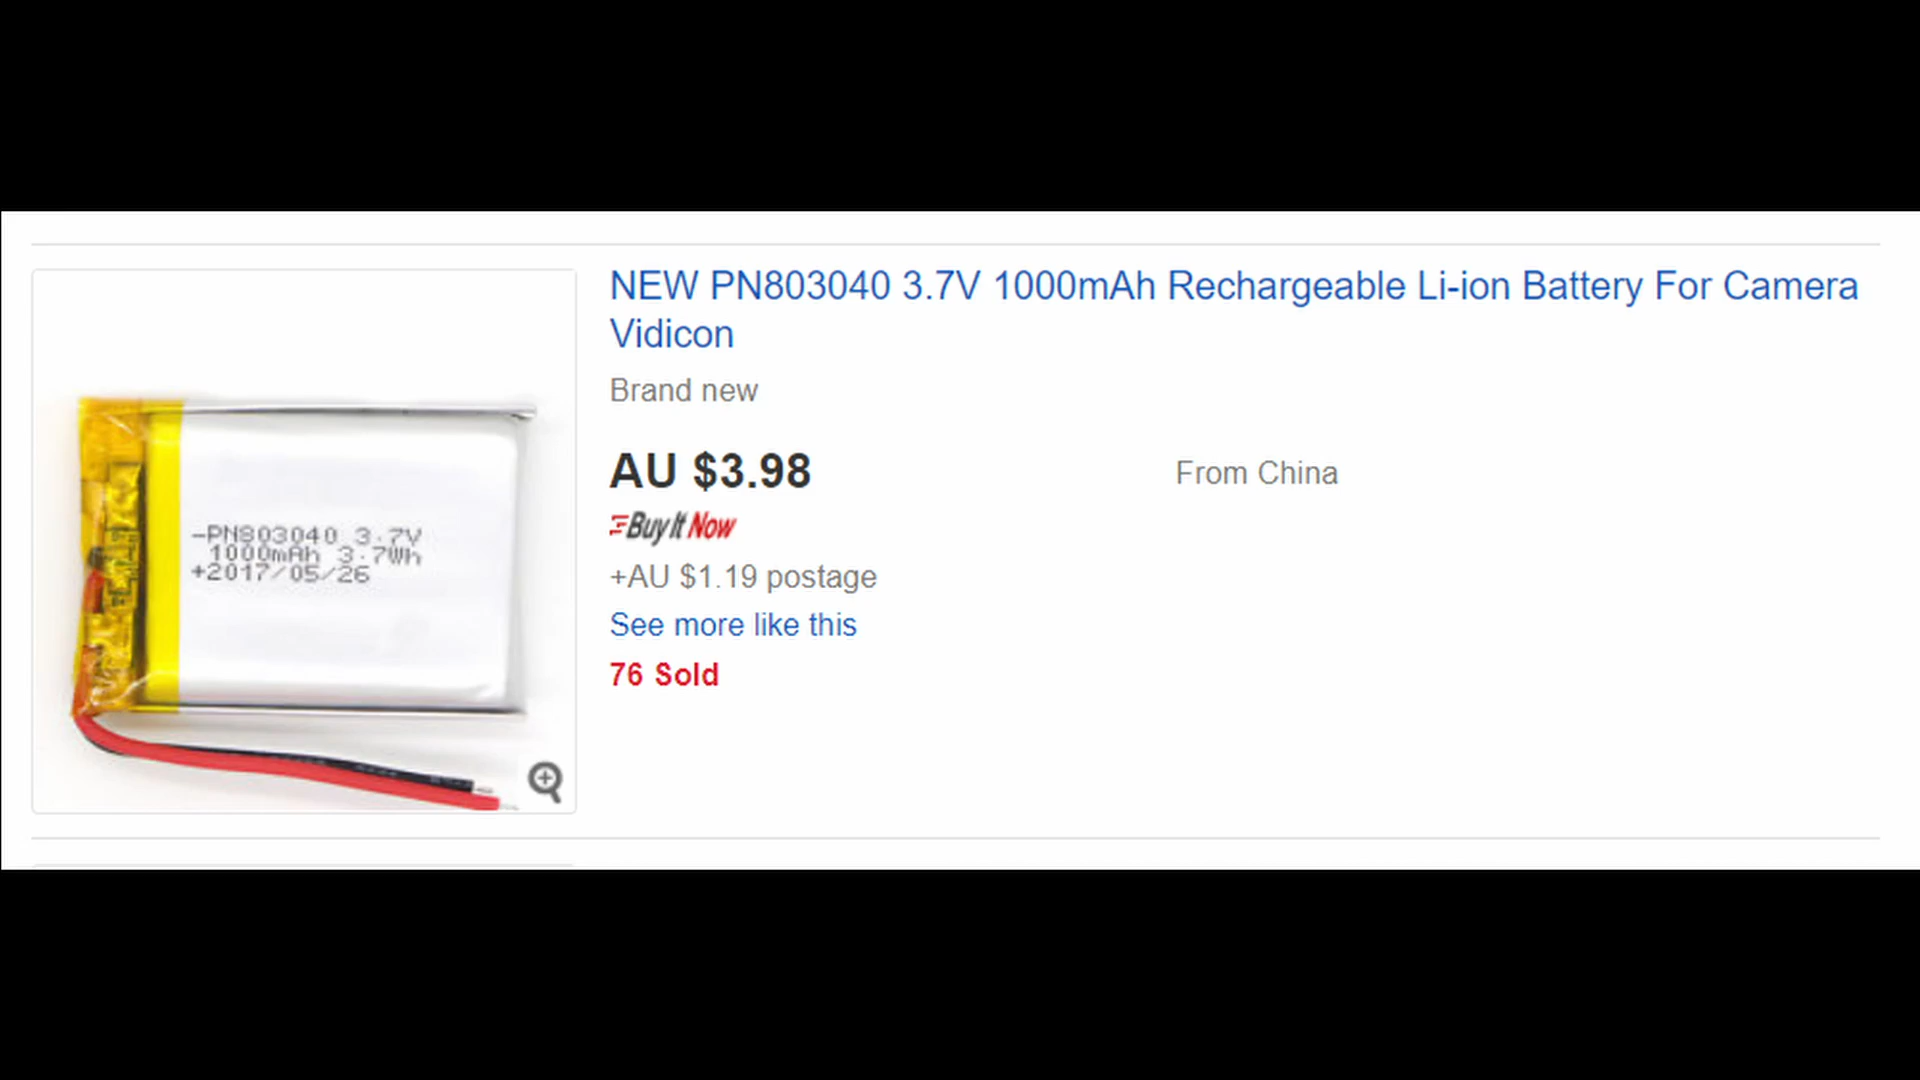 NEW PN803040 3.7V 1000mAh Rechargeable Li-ion Battery For Camera
Vidicon
Brand new
AU $3.98
From China
Buy It Now
+AU $1.19 postage
See more like this
76 Sold
-PN803040 3.7V
1000mAh 3.7Wh
+2017/05/26